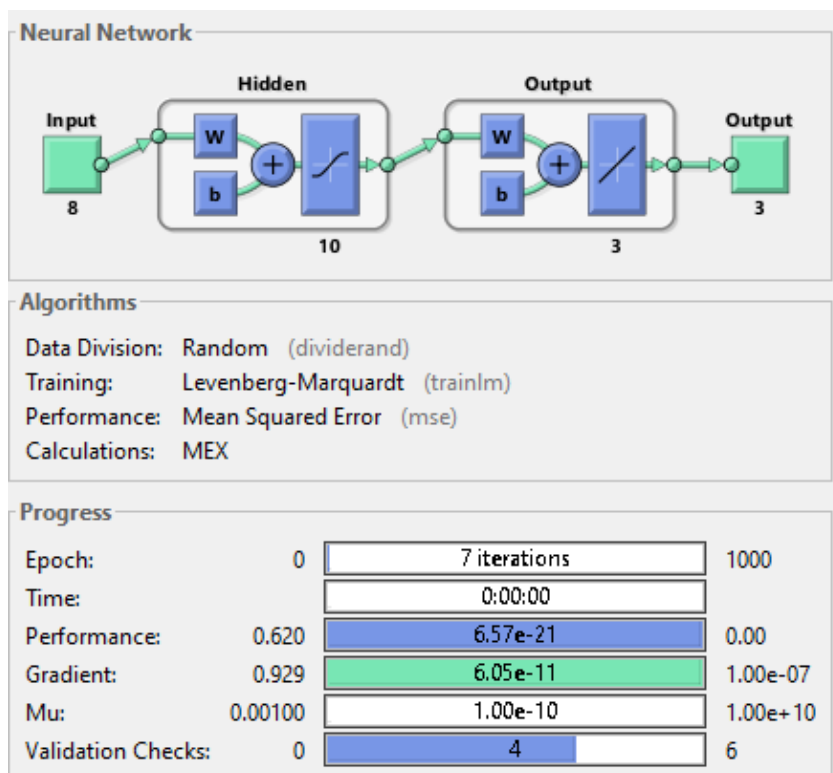 Neural Network
Hidden
Output
Input
Output
W
b
+
W
b
+
8
10
3
3
Algorithms
Data Division: Random (dividerand)
Training: Levenberg-Marquardt (trainlm)
Performance: Mean Squared Error (mse)
Calculations: MEX
Progress
Epoch: 0 7 iterations 1000
Time: 0:00:00
Performance: 0.620 6.57e-21 0.00
Gradient: 0.929 6.05e-11 1.00e-07
Mu: 0.00100 1.00e-10 1.00e+10
Validation Checks: 0 4 6